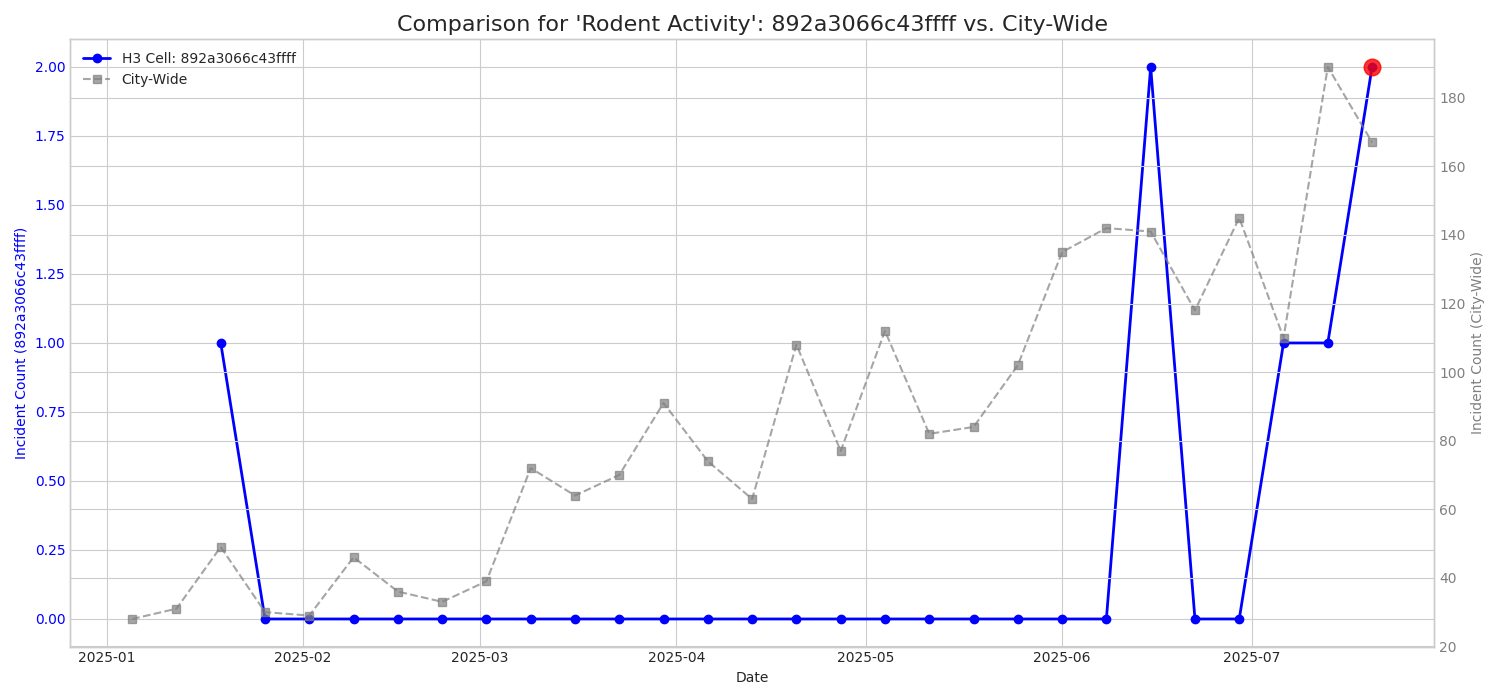 Comparison for 'Rodent Activity': 892a3066c43ffff vs. City-Wide
H3 Cell: 892a3066c43ffff
City-Wide
Incident Count (892a3066c43ffff)
2.00
1.75
1.50
1.25
1.00
0.75
0.50
0.25
0.00
180
160
140
120
100
80
60
40
20
Incident Count (City-Wide)
2025-01 2025-02 2025-03 2025-04 2025-05 2025-06 2025-07
Date